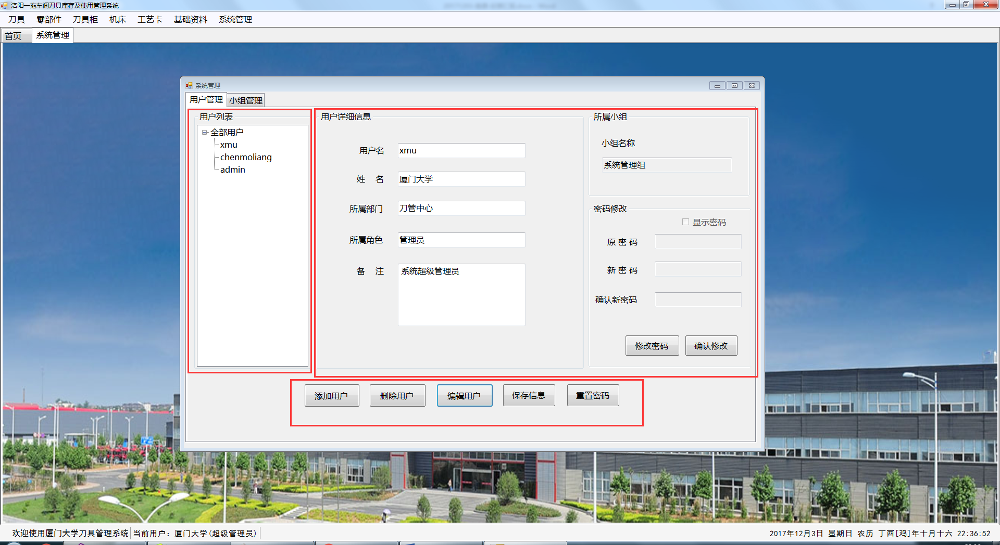 洛阳一拖车间刀具库存及使用管理系统
刀具 零部件 刀具柜 机床 工艺卡 基础资料 系统管理
首页 系统管理
系统管理
用户管理 小组管理
用户列表
全部用户
xmu
chenmoliang
admin
用户详细信息
用户名 xmu
姓 名 厦门大学
所属部门 刀管中心
所属角色 管理员
备 注 系统超级管理员
所属小组
小组名称
系统管理组
密码修改
显示密码
原 密 码
新 密 码
确认新密码
修改密码 确认修改
添加用户 删除用户 编辑用户 保存信息 重置密码
欢迎使用厦门大学刀具管理系统 当前用户：厦门大学(超级管理员) 2017年12月3日 星期日 农历 丁酉[鸡]年十月十六 22:36:52